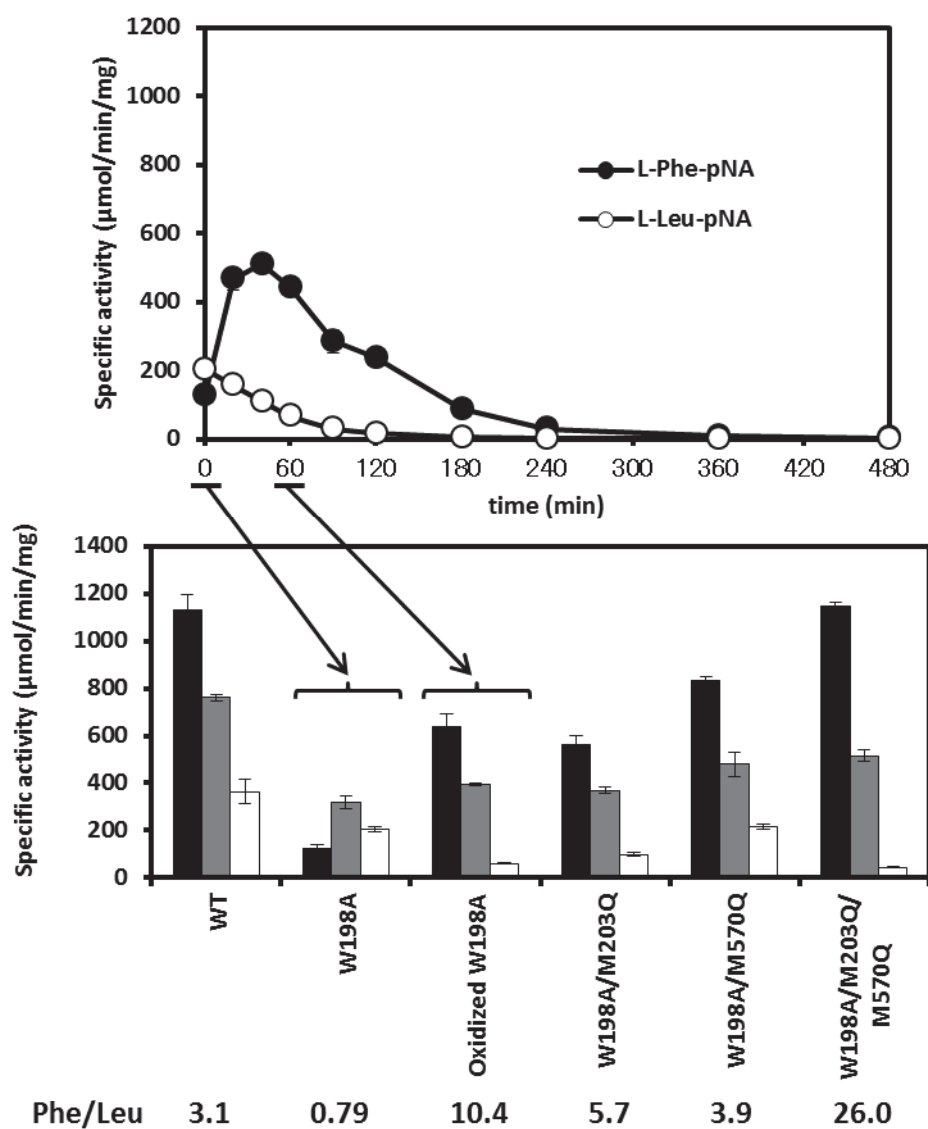 1200
1000
800
600
400
200
0
Specific activity (µmol/min/mg)
L-Phe-pNA
L-Leu-pNA
0 60 120 180 240 300 360 420 480
time (min)
1400
1200
1000
800
600
400
200
0
Specific activity (µmol/min/mg)
WT
W198A
Oxidized W198A
W198A/M203Q
W198A/M570Q
W198A/M203Q/
M570Q
Phe/Leu 3.1 0.79 10.4 5.7 3.9 26.0